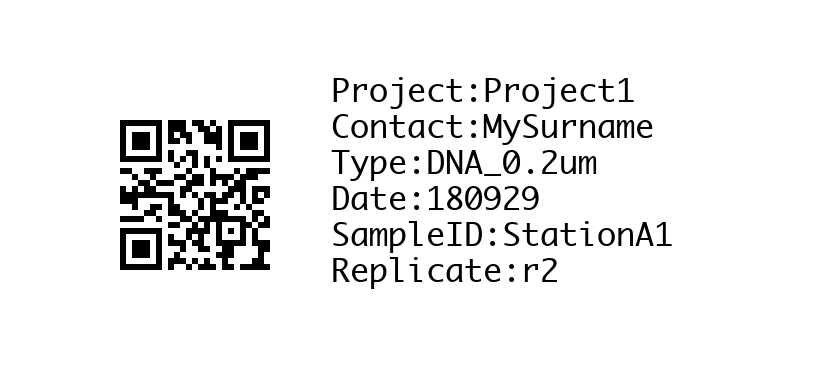 Project:Project1
Contact:MySurname
Type:DNA_0.2um
Date:180929
SampleID:StationA1
Replicate:r2